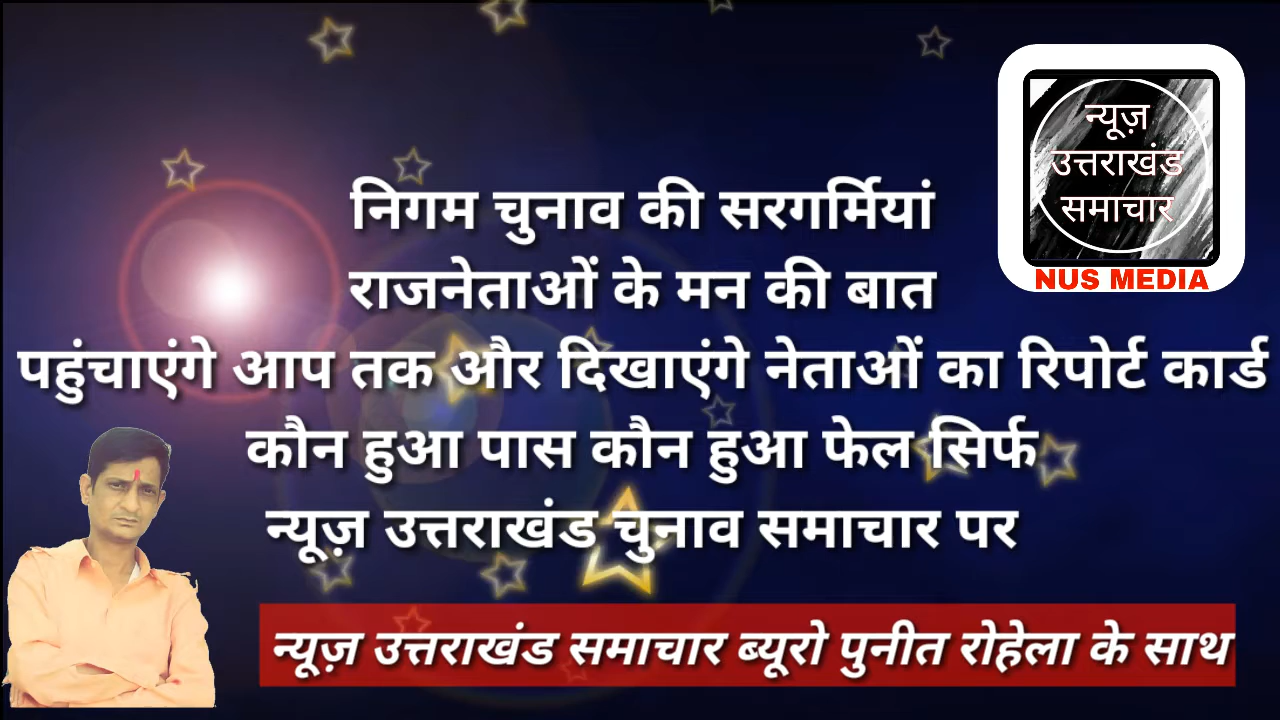 न्यूज़
उत्तराखंड
समाचार
NUS MEDIA
निगम चुनाव की सरगर्मियां
राजनेताओं के मन की बात
पहुंचाएंगे आप तक और दिखाएंगे नेताओं का रिपोर्ट कार्ड
कौन हुआ पास कौन हुआ फेल सिर्फ
न्यूज़ उत्तराखंड चुनाव समाचार पर
न्यूज़ उत्तराखंड समाचार ब्यूरो पुनीत रोहेला के साथ